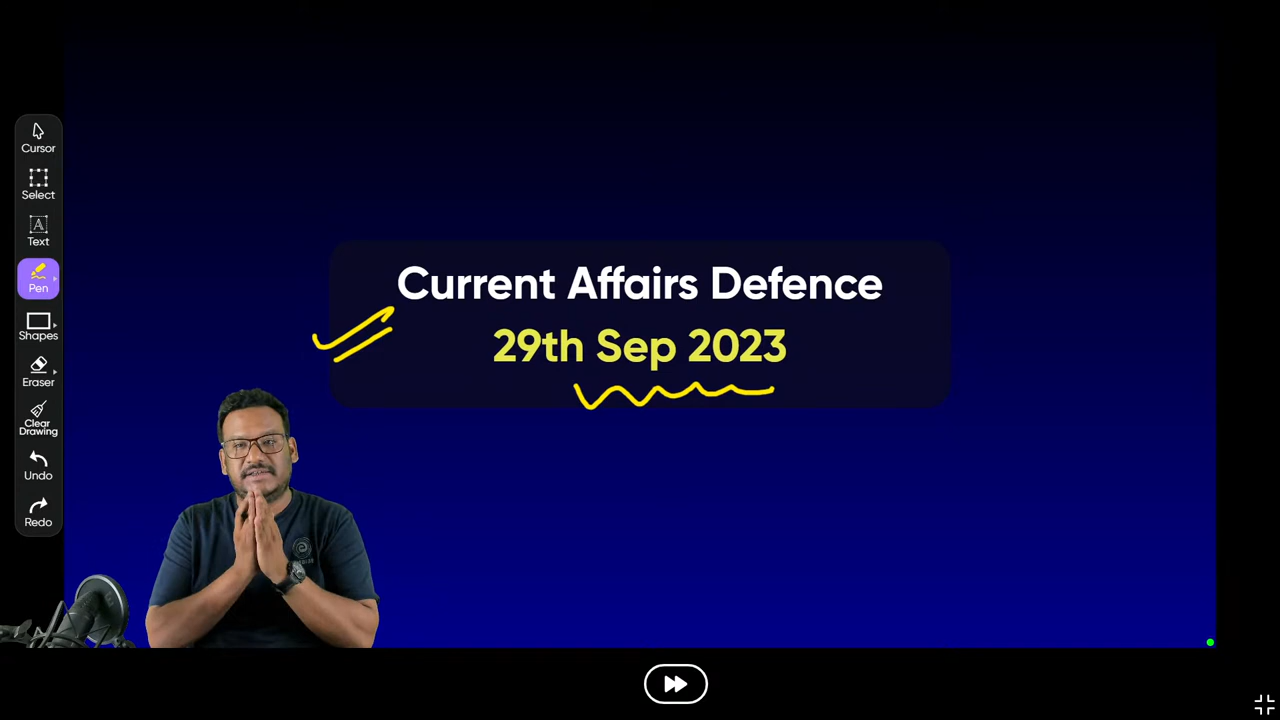 Cursor
Select
A
Text
Pen
Shapes
Eraser
Clear
Drawing
Undo
Redo
Current Affairs Defence
29th Sep 2023